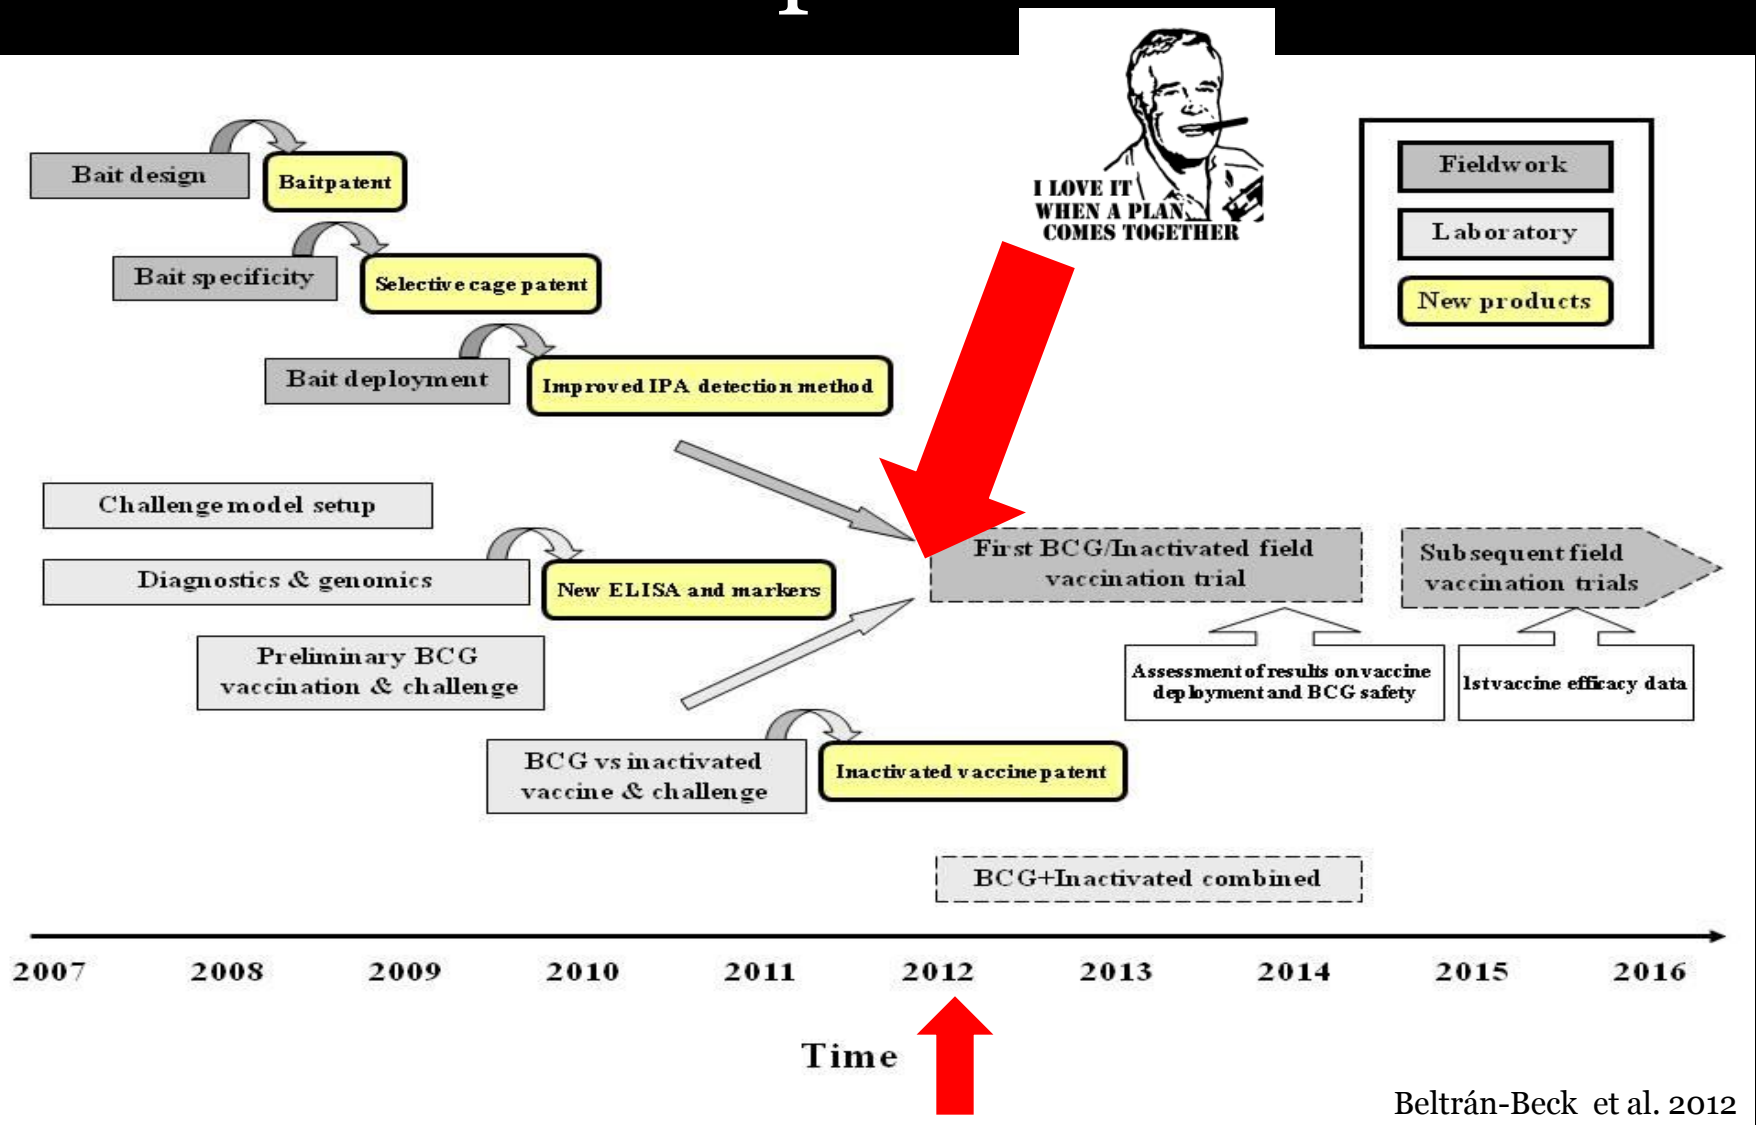 I LOVE IT
WHEN A PLAN
COMES TOGETHER
Bait design
Bait patent
Bait specificity
Selective cage patent
Bait deployment
Improved IPA detection method
Fieldwork
Laboratory
New products
Challenge model setup
Diagnostics & genomics
New ELISA and markers
Preliminary BCG
vaccination & challenge
BCG vs inactivated
vaccine & challenge
Inactivated vaccine patent
First BCG/Inactivated field
vaccination trial
Subsequent field
vaccination trials
Assessment of results on vaccine
deployment and BCG safety
1st vaccine efficacy data
BCG+Inactivated combined
2007 2008 2009 2010 2011 2012 2013 2014 2015 2016
Time
Beltrán-Beck et al. 2012